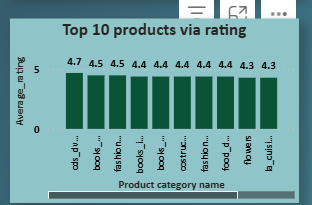 Top 10 products via rating
4.7 4.5 4.5 4.4 4.4 4.4 4.4 4.4 4.3 4.3
Average_rating
5
0
cds_dv...
books_...
fashion...
books_i...
books_...
costruc...
fashion...
food_d...
flowers
la_cuisi...
Product category name